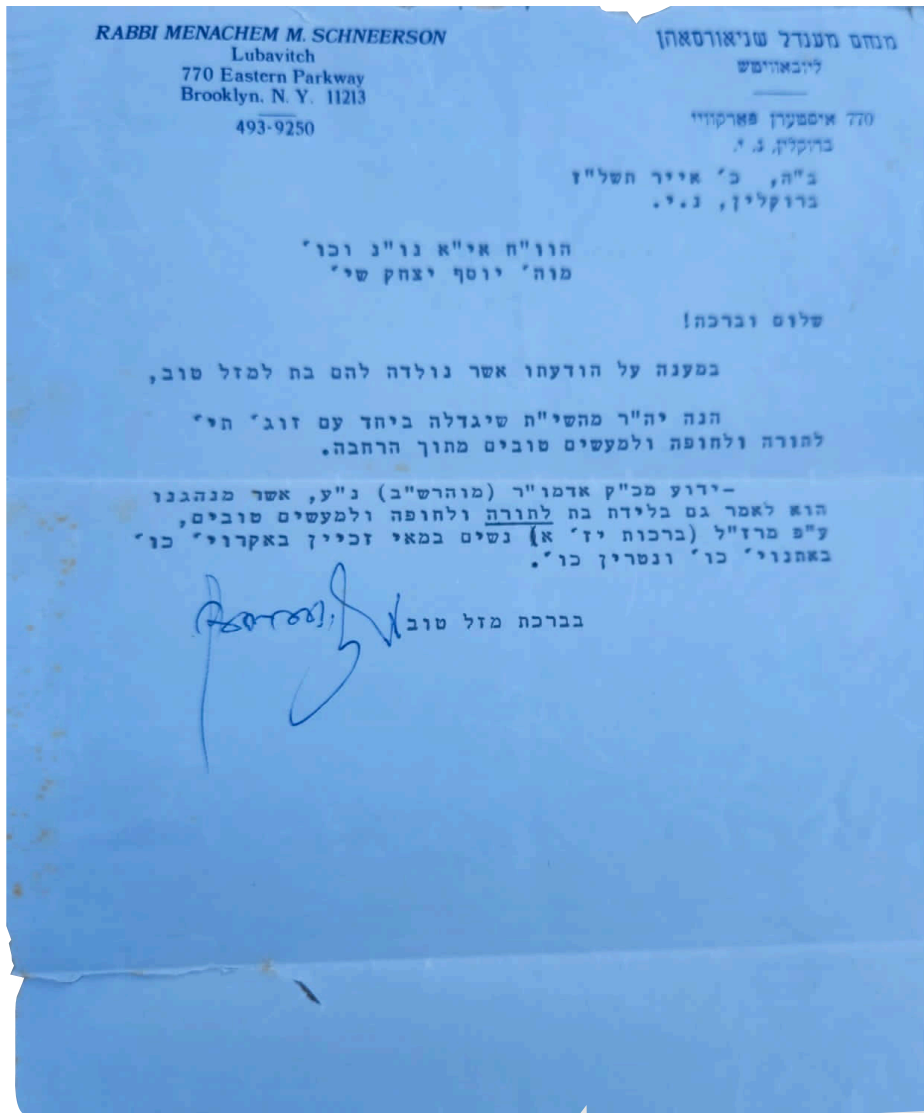 RABBI MENACHEM M. SCHNEERSON
Lubavitch
770 Eastern Parkway
Brooklyn, N. Y. 11213
493-9250
מנחם מענדל שניאורסאהן
ליובאוויטש
770 איסטערן פארקוויי
ברוקלין, נ. י.
ב"ה, כ' אייר תשל"ז
ברוקלין, נ.י.
הוו"ח אי"א נו"נ וכו'
מוה' יוסף יצחק שי'
שלום וברכה!
במענה על הודעתו אשר נולדה להם בת למזל טוב,
הנה יה"ר מהשי"ת שיגדלה ביחד עם זוג' תי'
לתורה ולחופה ולמעשים טובים מתוך הרחבה.
-ידוע מכ"ק אדמו"ר (מוהרש"ב) נ"ע, אשר מנהגנו
הוא לאמר גם בלידת בת לתורה ולחופה ולמעשים טובים,
ע"פ מרז"ל (ברכות יז' א) נשים במאי זכיין באקרויי' כו'
באתנויי' כו' ונטרין כו'.
בברכת מזל טוב